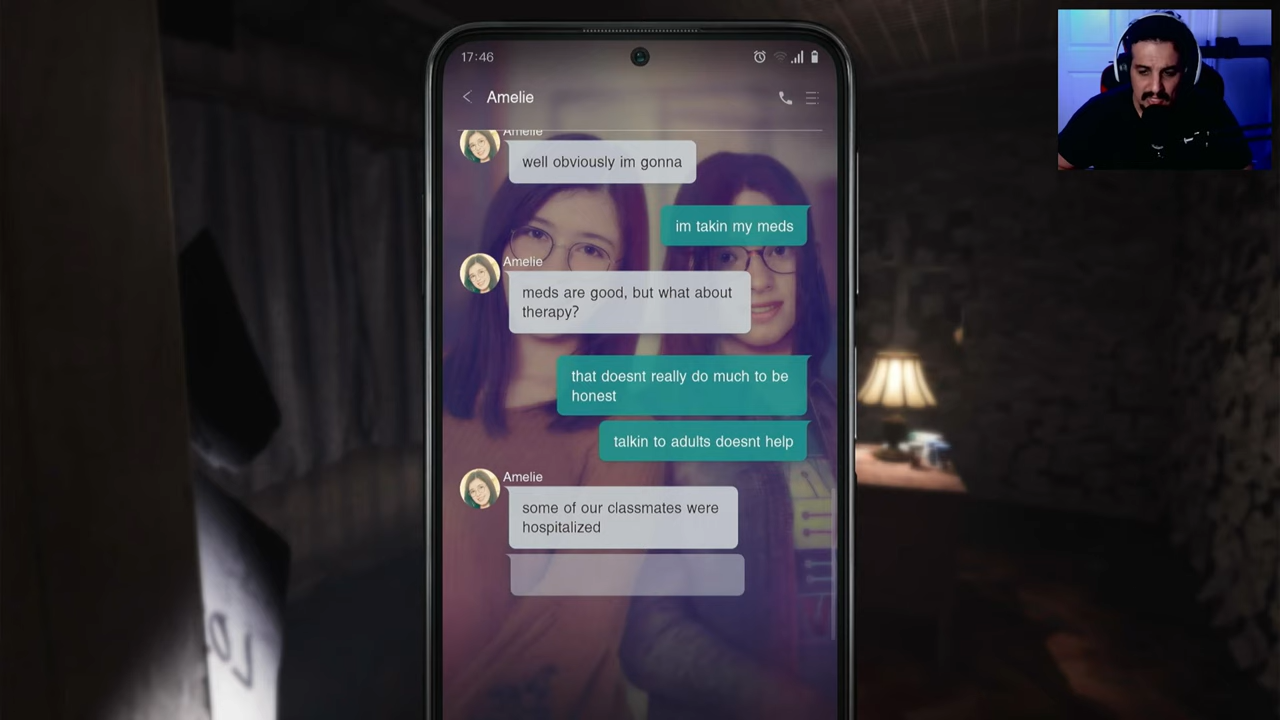 17:46
Amelie
Amelie
well obviously im gonna
im takin my meds
Amelie
meds are good, but what about
therapy?
that doesnt really do much to be
honest
talkin to adults doesnt help
Amelie
some of our classmates were
hospitalized